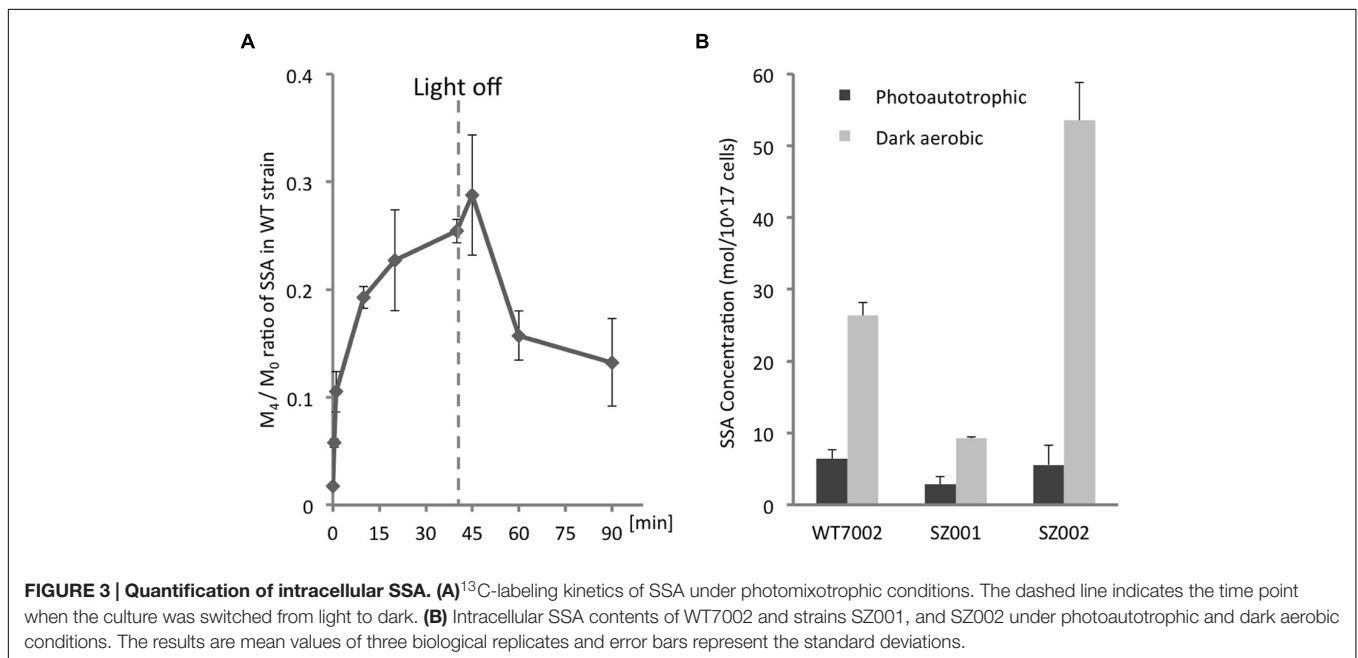 A
Light off
M₄ / M₀ ratio of SSA in WT strain
0.4
0.3
0.2
0.1
0
0 15 30 45 60 75 90 [min]
B
SSA Concentration (mol/10^17 cells)
60
50
40
30
20
10
0
Photoautotrophic
Dark aerobic
WT7002 SZ001 SZ002
FIGURE 3 | Quantification of intracellular SSA. (A) ¹³C-labeling kinetics of SSA under photomixotrophic conditions. The dashed line indicates the time point
when the culture was switched from light to dark. (B) Intracellular SSA contents of WT7002 and strains SZ001, and SZ002 under photoautotrophic and dark aerobic
conditions. The results are mean values of three biological replicates and error bars represent the standard deviations.